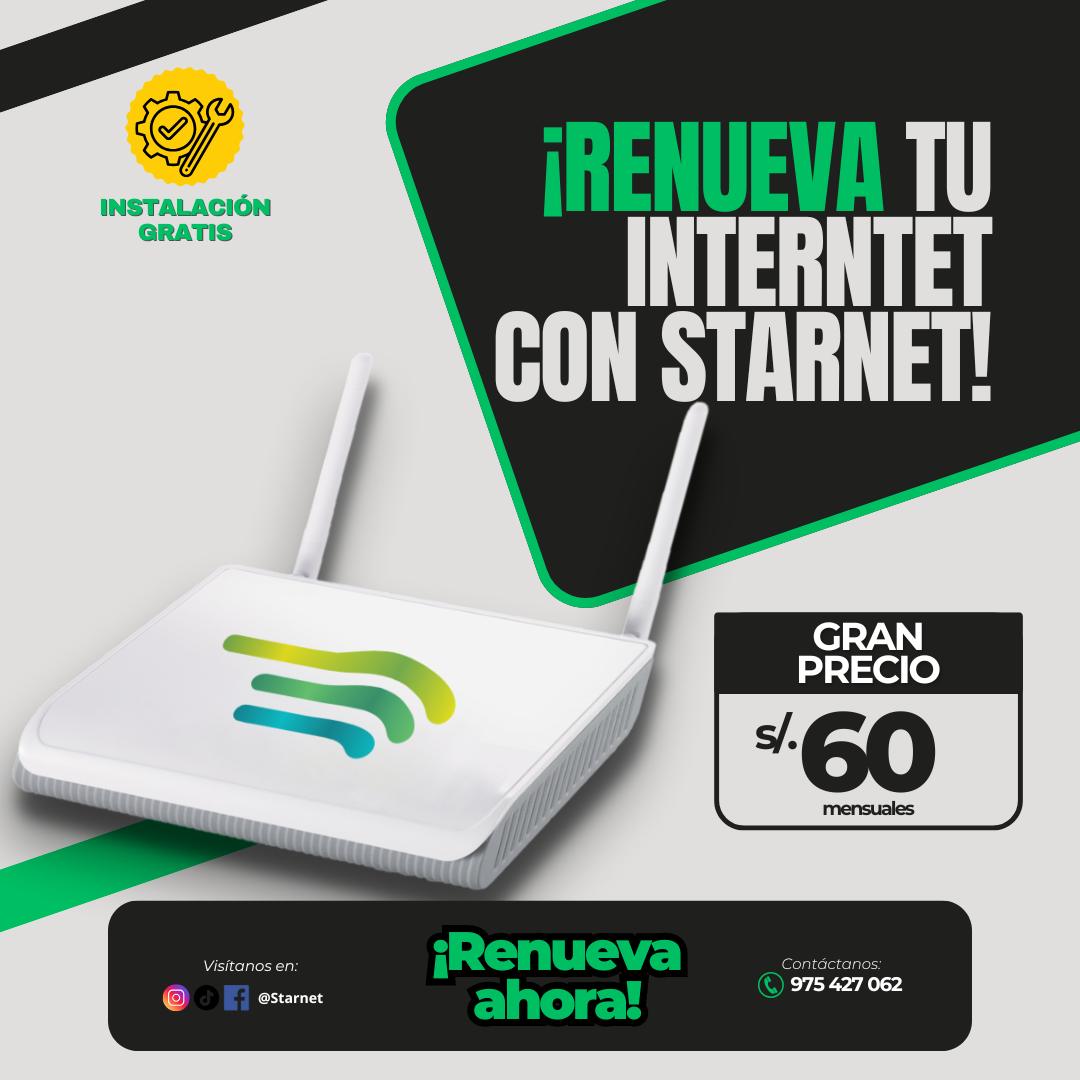 INSTALACIÓN
GRATIS
¡RENUEVA TU
INTERNTET
CON STARNET!
GRAN
PRECIO
s/.60
mensuales
Visítanos en:
@Starnet
¡Renueva
ahora!
Contáctanos:
975 427 062